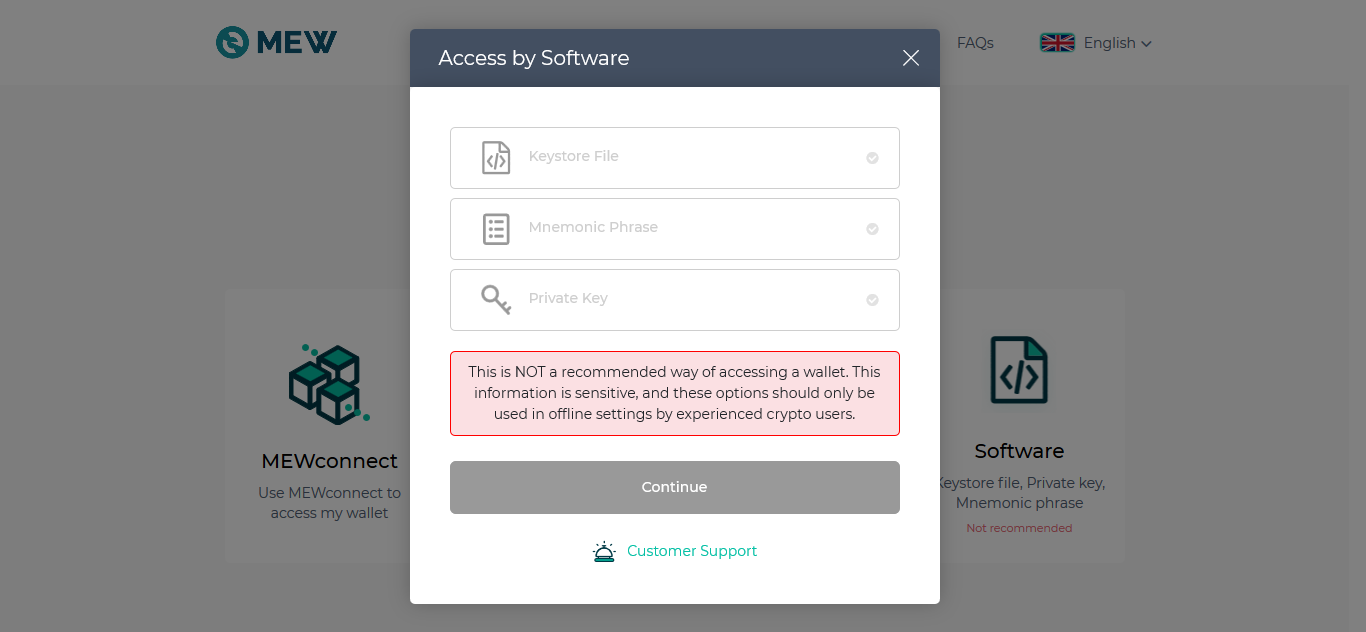 MEW
FAQs
English
Access by Software
Keystore File
Mnemonic Phrase
Private Key
This is NOT a recommended way of accessing a wallet. This
information is sensitive, and these options should only be
used in offline settings by experienced crypto users.
Continue
Customer Support
MEWconnect
Use MEWconnect to
access my wallet
Software
Keystore file, Private key,
Mnemonic phrase
Not recommended